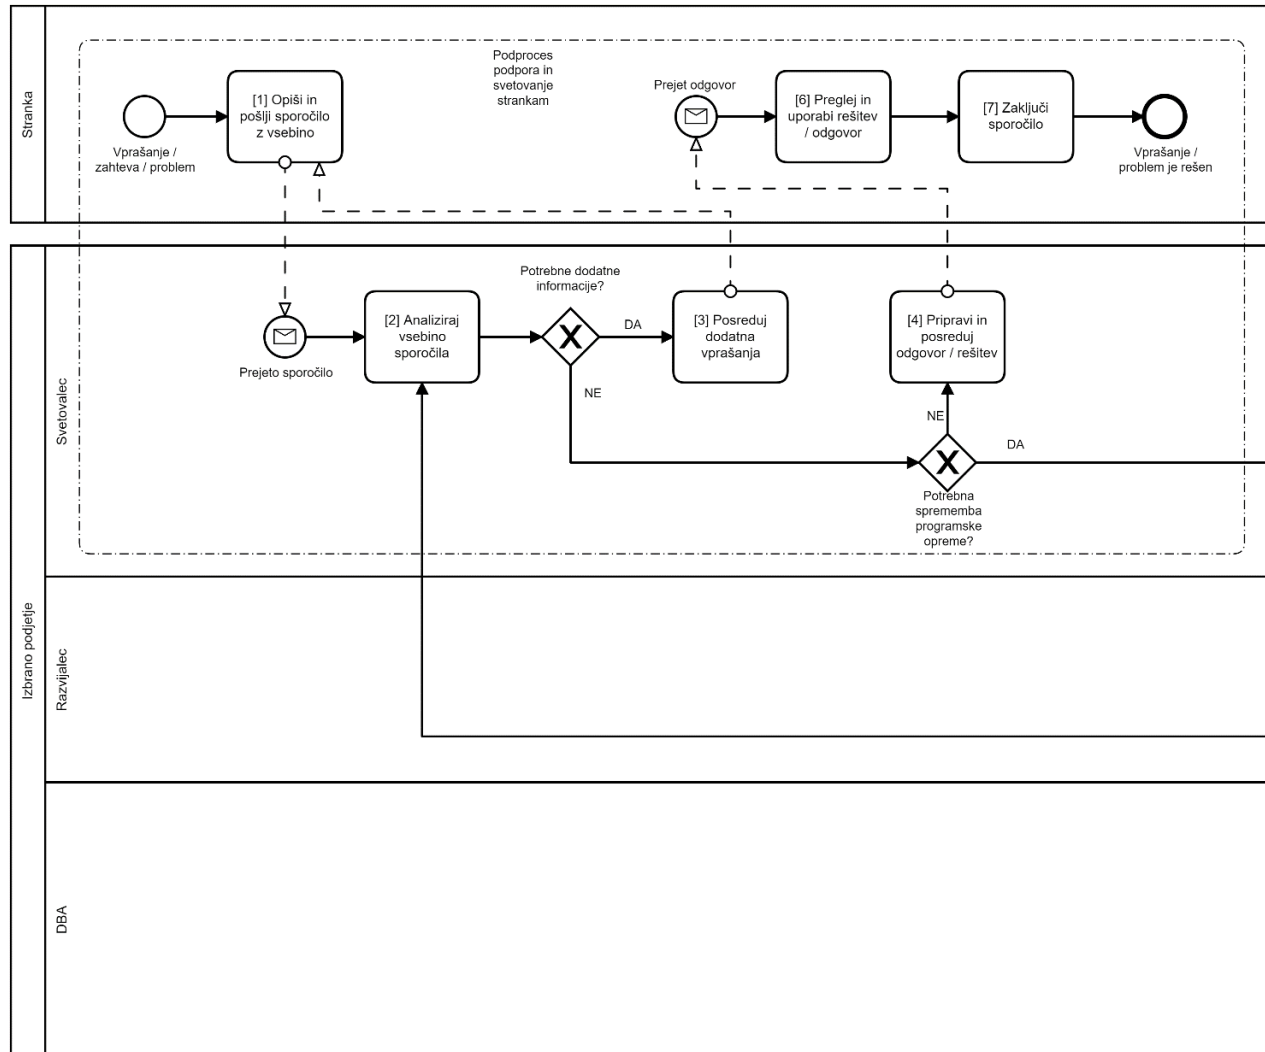 Stranka
Podproces
podpora in
svetovanje
strankam
Vprašanje /
zahteva / problem
[1] Opiši in
pošlji sporočilo
z vsebino
Prejet odgovor
[6] Preglej in
uporabi rešitev
/ odgovor
[7] Zaključi
sporočilo
Vprašanje /
problem je rešen
Izbrano podjetje
Svetovalec
Prejeto sporočilo
[2] Analiziraj
vsebino
sporočila
Potrebne dodatne
informacije?
DA
NE
[3] Posreduj
dodatna
vprašanja
[4] Pripravi in
posreduj
odgovor / rešitev
NE
DA
Potrebna
sprememba
programske
opreme?
Razvijalec
DBA